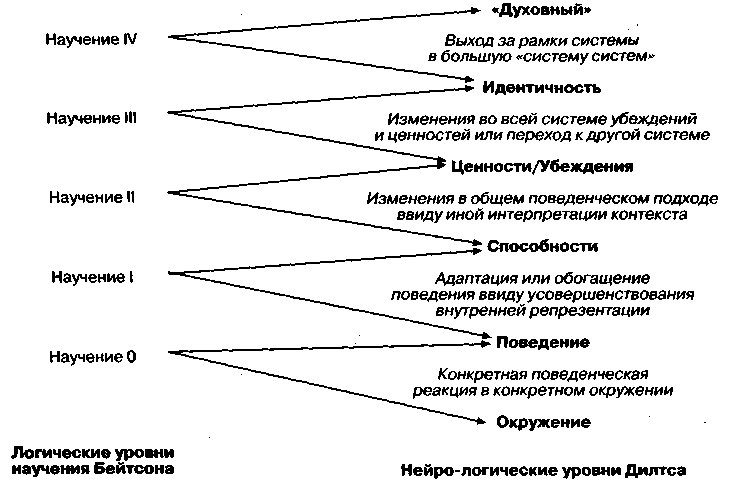 «Духовный»
Научение IV
Выход за рамки системы
в большую «систему систем»
Идентичность
Научение III
Изменения во всей системе убеждений
и ценностей или переход к другой системе
Ценности/Убеждения
Научение II
Изменения в общем поведенческом подходе
ввиду иной интерпретации контекста
Способности
Научение I
Адаптация или обогащение
поведения ввиду усовершенствования
внутренней репрезентации
Поведение
Научение 0
Конкретная поведенческая
реакция в конкретном окружении
Окружение
Логические уровни
научения Бейтсона
Нейро-логические уровни Дилтса